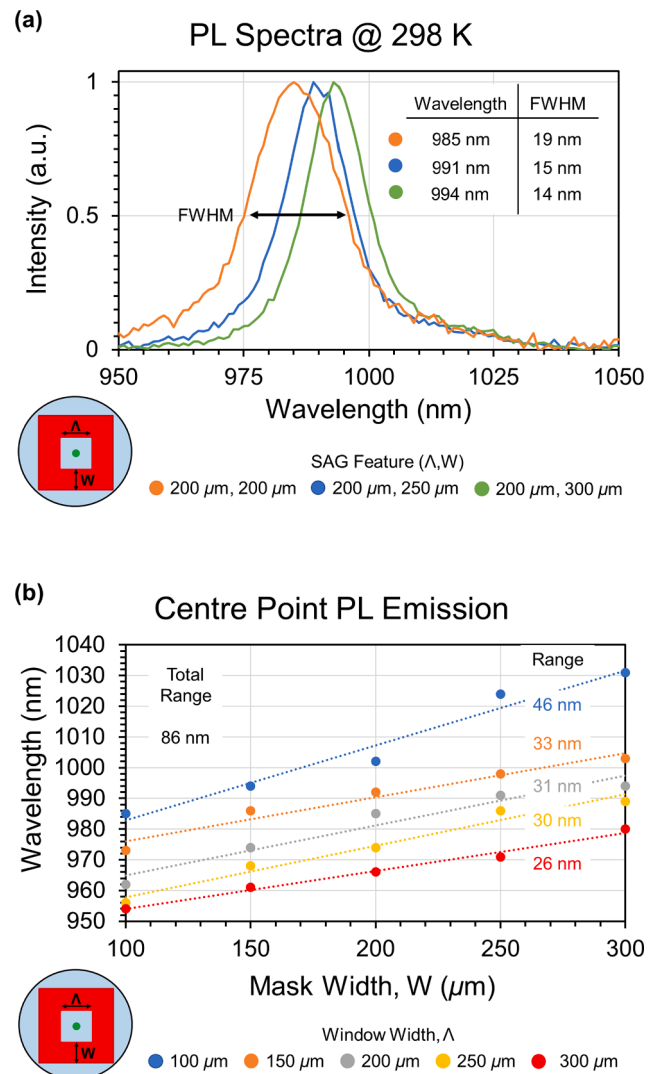 (a)
PL Spectra @ 298 K
Intensity (a.u.)
1
0.5
0
Wavelength FWHM
985 nm 19 nm
991 nm 15 nm
994 nm 14 nm
FWHM
950 975 1000 1025 1050
Wavelength (nm)
Λ
W
SAG Feature (Λ,W)
200 µm, 200 µm 200 µm, 250 µm 200 µm, 300 µm
(b)
Centre Point PL Emission
Wavelength (nm)
1040
1030
1020
1010
1000
990
980
970
960
950
Total
Range
86 nm
Range
46 nm
33 nm
31 nm
30 nm
26 nm
100 150 200 250 300
Mask Width, W (µm)
Λ
W
Window Width, Λ
100 µm 150 µm 200 µm 250 µm 300 µm